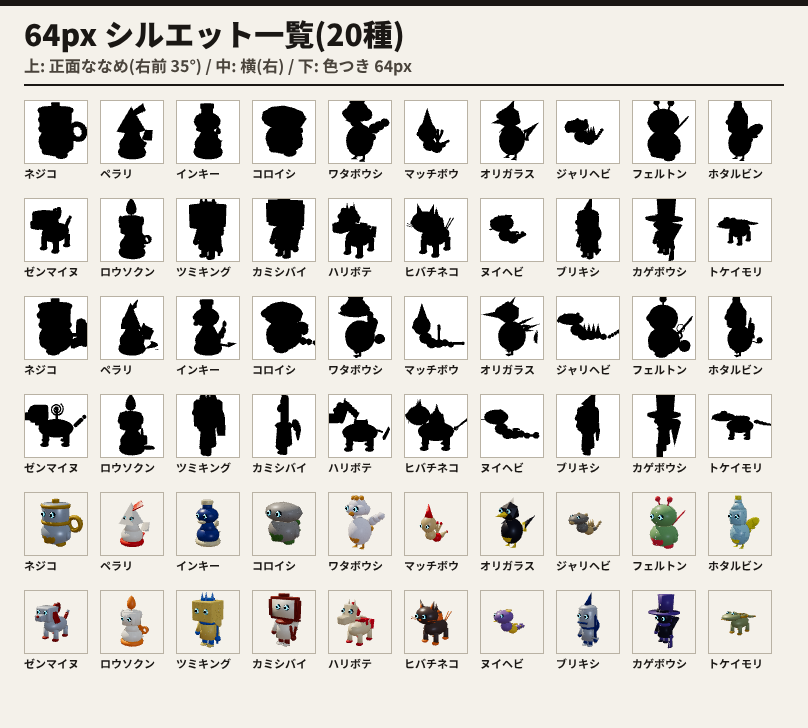 64px シルエット一覧(20種)
上: 正面ななめ(右前 35°) / 中: 横(右) / 下: 色つき 64px
ネジコ ペラリ インキー コロイシ ワタボウシ マッチボウ オリガラス ジャリヘビ フェルトン ホタルビン
ゼンマイヌ ロウソクン ツミキング カミシバイ ハリボテ ヒバチネコ ヌイヘビ ブリキシ カゲボウシ トケイモリ
ネジコ ペラリ インキー コロイシ ワタボウシ マッチボウ オリガラス ジャリヘビ フェルトン ホタルビン
ゼンマイヌ ロウソクン ツミキング カミシバイ ハリボテ ヒバチネコ ヌイヘビ ブリキシ カゲボウシ トケイモリ
ネジコ ペラリ インキー コロイシ ワタボウシ マッチボウ オリガラス ジャリヘビ フェルトン ホタルビン
ゼンマイヌ ロウソクン ツミキング カミシバイ ハリボテ ヒバチネコ ヌイヘビ ブリキシ カゲボウシ トケイモリ